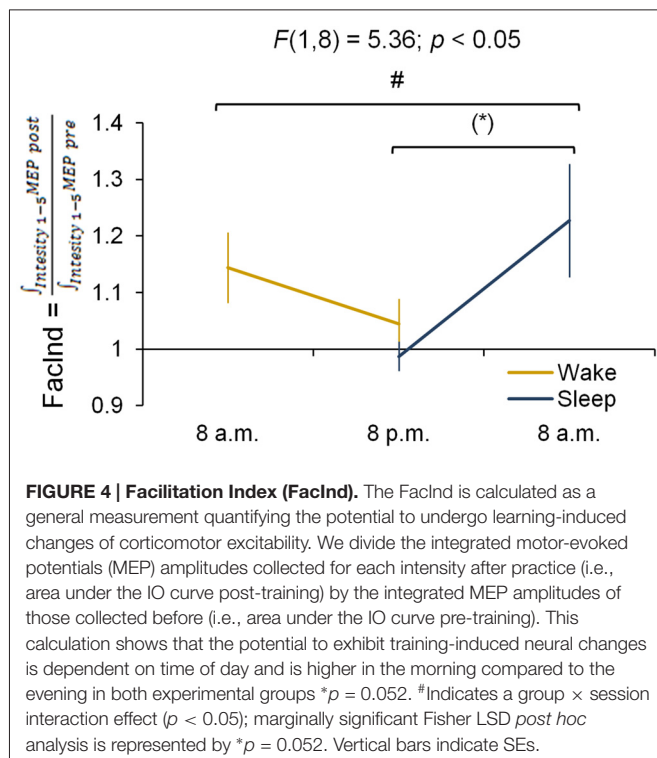 F(1,8) = 5.36; p < 0.05
#
(*)
FacInd = ∫Intesity 1−5 MEP post / ∫Intesity 1−5 MEP pre
1.4
1.3
1.2
1.1
1
0.9
Wake
Sleep
8 a.m.
8 p.m.
8 a.m.
FIGURE 4 | Facilitation Index (FacInd). The FacInd is calculated as a
general measurement quantifying the potential to undergo learning-induced
changes of corticomotor excitability. We divide the integrated motor-evoked
potentials (MEP) amplitudes collected for each intensity after practice (i.e.,
area under the IO curve post-training) by the integrated MEP amplitudes of
those collected before (i.e., area under the IO curve pre-training). This
calculation shows that the potential to exhibit training-induced neural changes
is dependent on time of day and is higher in the morning compared to the
evening in both experimental groups *p = 0.052. #Indicates a group × session
interaction effect (p < 0.05); marginally significant Fisher LSD post hoc
analysis is represented by *p = 0.052. Vertical bars indicate SEs.